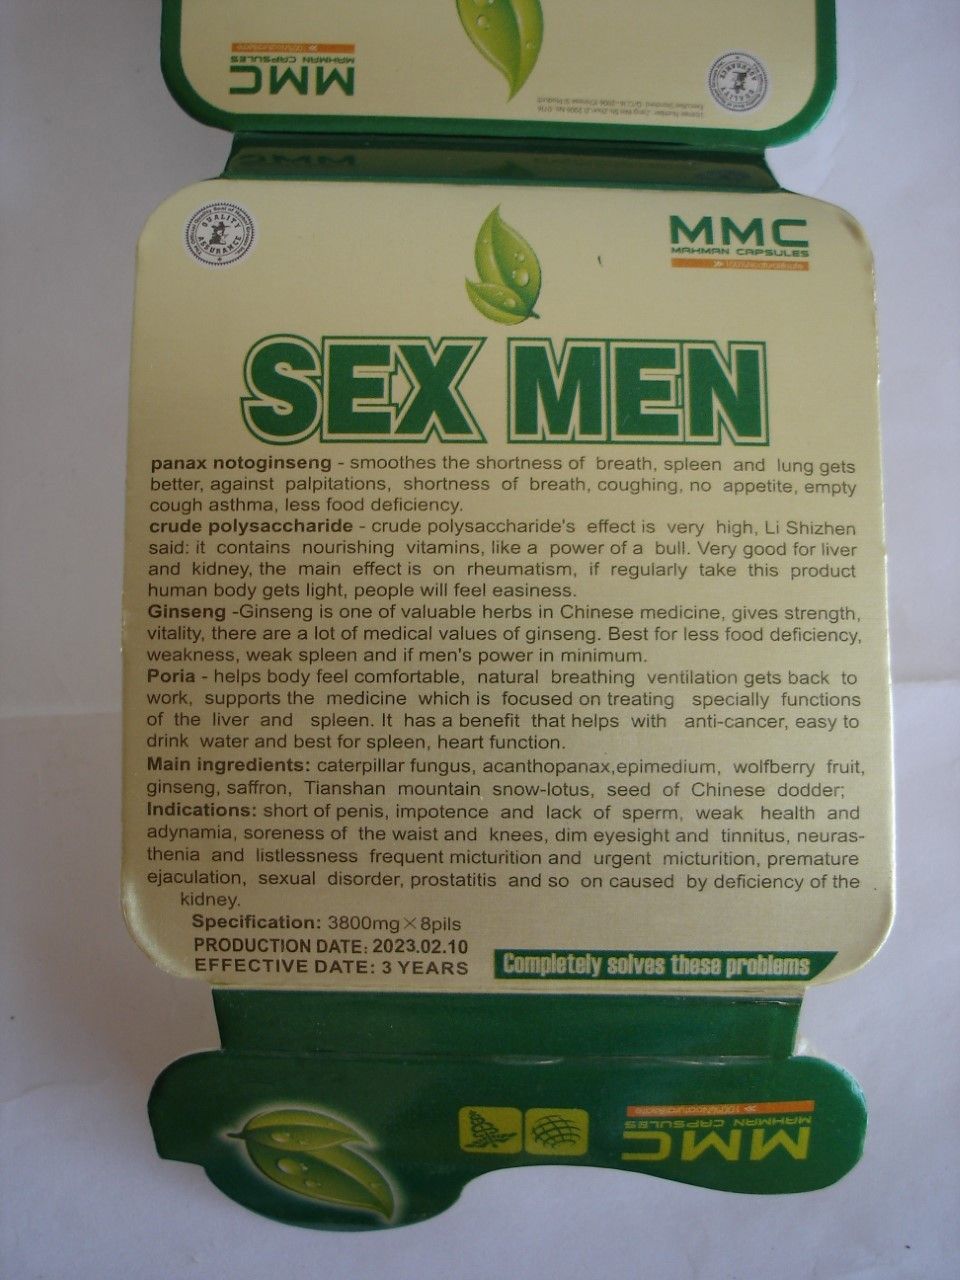 MMC
MAHMAN CAPSULES
QUALITY
ASSURANCE
MMC
MAHMAN CAPSULES
SEX MEN
panax notoginseng - smoothes the shortness of breath, spleen and lung gets
better, against palpitations, shortness of breath, coughing, no appetite, empty
cough asthma, less food deficiency.
crude polysaccharide - crude polysaccharide's effect is very high, Li Shizhen
said: it contains nourishing vitamins, like a power of a bull. Very good for liver
and kidney, the main effect is on rheumatism, if regularly take this product
human body gets light, people will feel easiness.
Ginseng -Ginseng is one of valuable herbs in Chinese medicine, gives strength,
vitality, there are a lot of medical values of ginseng. Best for less food deficiency,
weakness, weak spleen and if men's power in minimum.
Poria - helps body feel comfortable, natural breathing ventilation gets back to
work, supports the medicine which is focused on treating specially functions
of the liver and spleen. It has a benefit that helps with anti-cancer, easy to
drink water and best for spleen, heart function.
Main ingredients: caterpillar fungus, acanthopanax,epimedium, wolfberry fruit,
ginseng, saffron, Tianshan mountain snow-lotus, seed of Chinese dodder;
Indications: short of penis, impotence and lack of sperm, weak health and
adynamia, soreness of the waist and knees, dim eyesight and tinnitus, neuras-
thenia and listlessness frequent micturition and urgent micturition, premature
ejaculation, sexual disorder, prostatitis and so on caused by deficiency of the
kidney.
Specification: 3800mg×8pils
PRODUCTION DATE: 2023.02.10
EFFECTIVE DATE: 3 YEARS
Completely solves these problems
MMC
MAHMAN CAPSULES